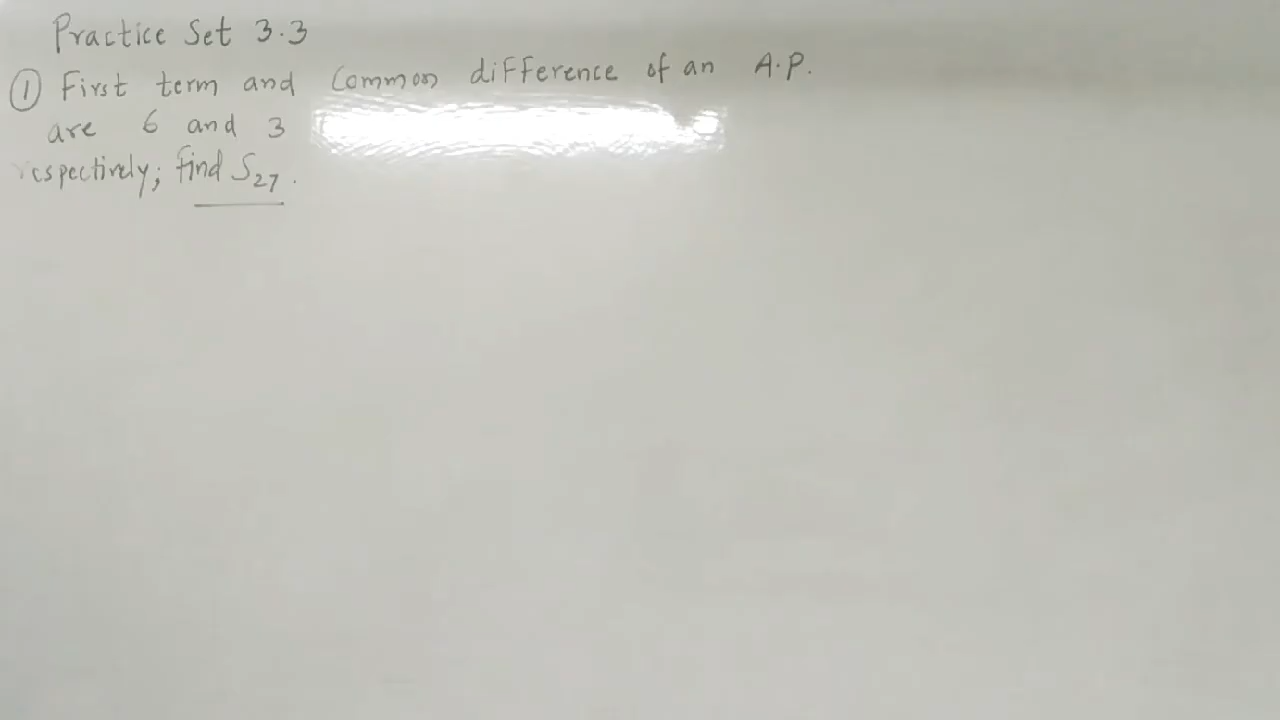 Practice Set 3.3
① First term and Common difference of an A.P.
are 6 and 3
respectively; find S₂₇.